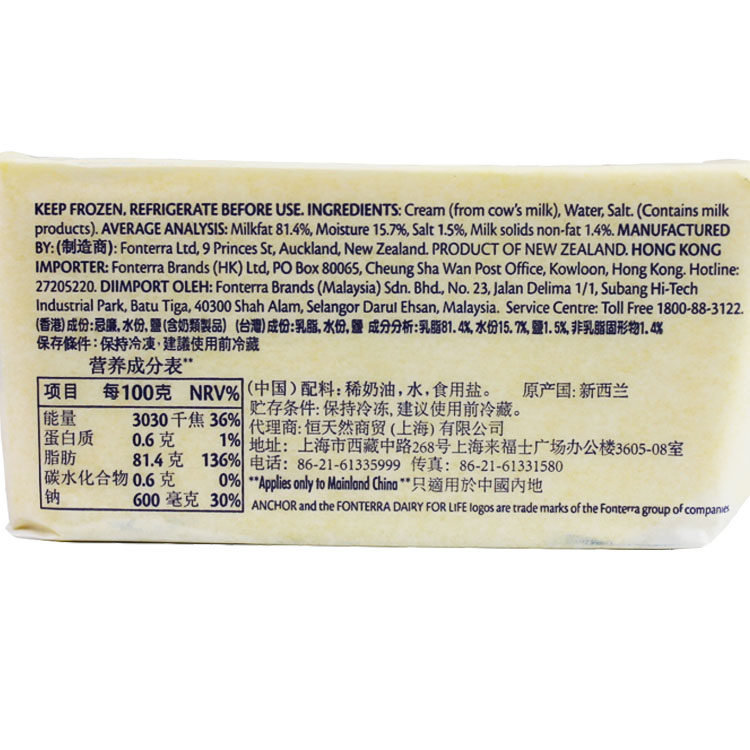 KEEP FROZEN, REFRIGERATE BEFORE USE. INGREDIENTS: Cream (from cow's milk), Water, Salt. (Contains milk
products). AVERAGE ANALYSIS: Milkfat 81.4%, Moisture 15.7%, Salt 1.5%, Milk solids non-fat 1.4%. MANUFACTURED
BY: (制造商): Fonterra Ltd, 9 Princes St, Auckland, New Zealand. PRODUCT OF NEW ZEALAND. HONG KONG
IMPORTER: Fonterra Brands (HK) Ltd, PO Box 80065, Cheung Sha Wan Post Office, Kowloon, Hong Kong. Hotline:
27205220. DIIMPORT OLEH: Fonterra Brands (Malaysia) Sdn. Bhd., No. 23, Jalan Delima 1/1, Subang Hi-Tech
Industrial Park, Batu Tiga, 40300 Shah Alam, Selangor Darul Ehsan, Malaysia. Service Centre: Toll Free 1800-88-3122.
(香港)成份:忌廉,水份,鹽(含奶類製品) (台灣)成份:乳脂,水份,鹽 成分分析:乳脂81.4%,水份15.7%,鹽1.5%,非乳脂固形物1.4%
保存條件:保持冷凍,建議使用前冷藏
营养成分表**
项目 每100克 NRV%
能量 3030 千焦 36%
蛋白质 0.6 克 1%
脂肪 81.4 克 136%
碳水化合物 0.6 克 0%
钠 600 毫克 30%
(中国)配料:稀奶油,水,食用盐。 原产国:新西兰
贮存条件:保持冷冻,建议使用前冷藏。
代理商:恒天然商贸(上海)有限公司
地址:上海市西藏中路268号上海来福士广场办公楼3605-08室
电话:86-21-61335999 传真:86-21-61331580
**Applies only to Mainland China **只適用於中國內地
ANCHOR and the FONTERRA DAIRY FOR LIFE logos are trade marks of the Fonterra group of companies